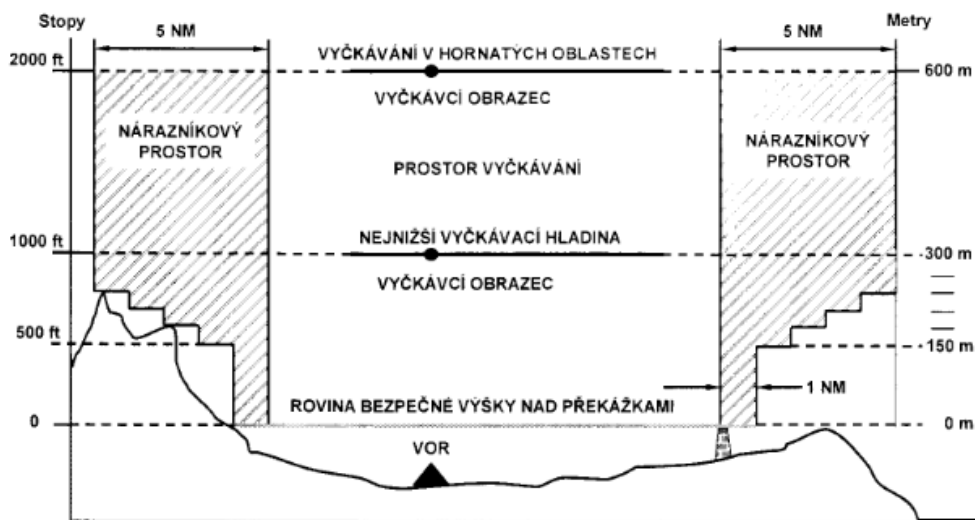 Stopy
5 NM
5 NM
Metry
2000 ft
VYČKÁVÁNÍ V HORNATÝCH OBLASTECH
600 m
VYČKÁVCÍ OBRAZEC
NÁRAZNÍKOVÝ
PROSTOR
NÁRAZNÍKOVÝ
PROSTOR
PROSTOR VYČKÁVÁNÍ
1000 ft
NEJNIŽŠÍ VYČKÁVACÍ HLADINA
300 m
VYČKÁVCÍ OBRAZEC
500 ft
150 m
1 NM
ROVINA BEZPEČNÉ VÝŠKY NAD PŘEKÁŽKAMI
0
0 m
VOR